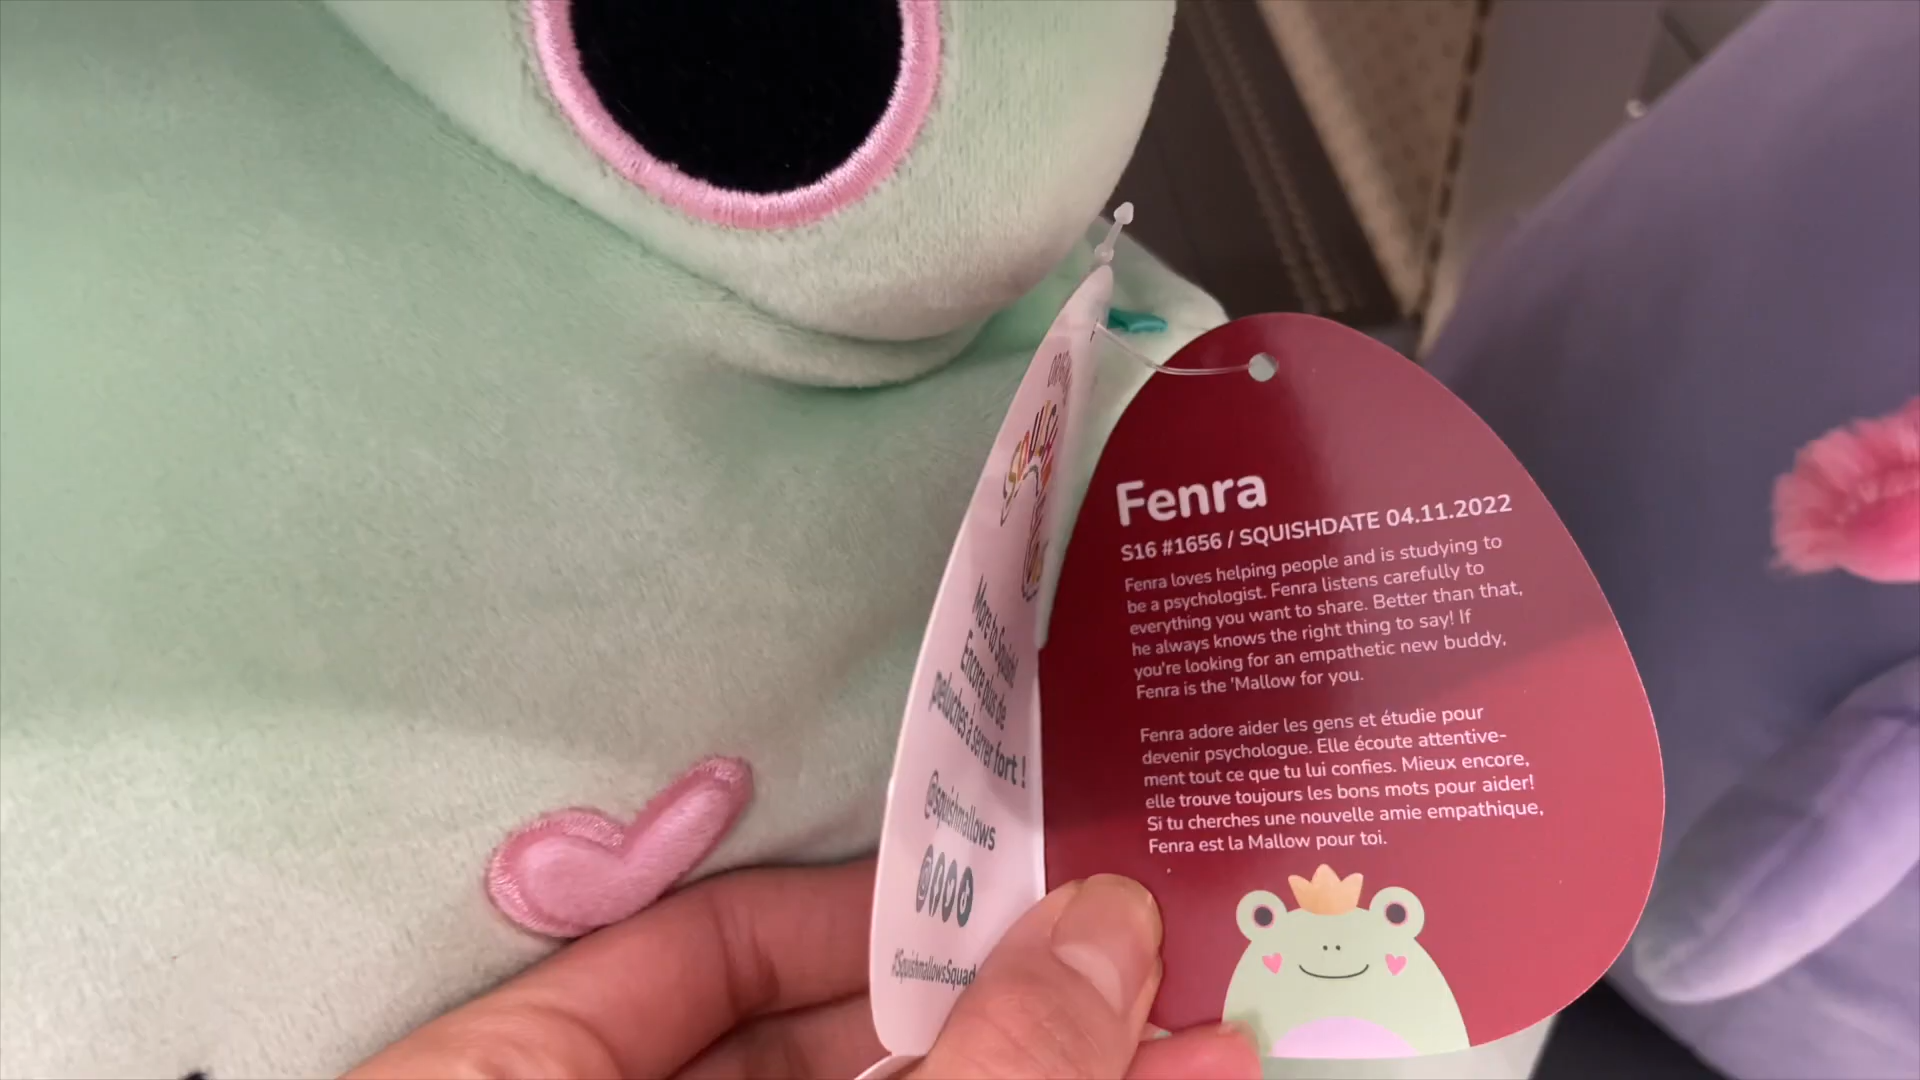 SQUISH
More to Squish!
Encore plus de
peluches à serrer fort !
@squishmallows
#SquishmallowsSquad
Fenra
S16 #1656 / SQUISHDATE 04.11.2022
Fenra loves helping people and is studying to
be a psychologist. Fenra listens carefully to
everything you want to share. Better than that,
he always knows the right thing to say! If
you're looking for an empathetic new buddy,
Fenra is the 'Mallow for you.
Fenra adore aider les gens et étudie pour
devenir psychologue. Elle écoute attentive-
ment tout ce que tu lui confies. Mieux encore,
elle trouve toujours les bons mots pour aider!
Si tu cherches une nouvelle amie empathique,
Fenra est la Mallow pour toi.